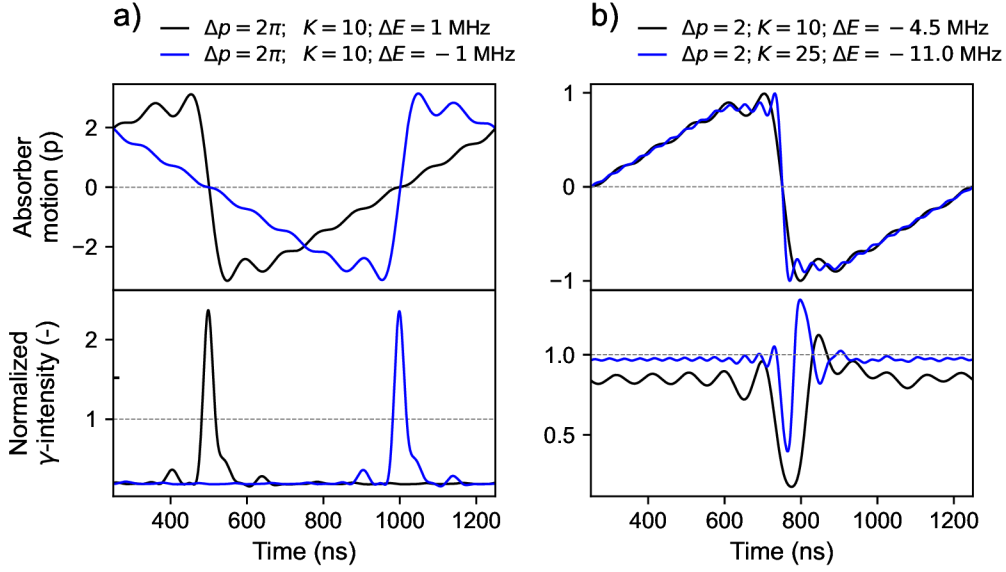 a)
Δp = 2π; K = 10; ΔE = 1 MHz
Δp = 2π; K = 10; ΔE = − 1 MHz
b)
Δp = 2; K = 10; ΔE = − 4.5 MHz
Δp = 2; K = 25; ΔE = − 11.0 MHz
Absorber
motion (p)
2
0
−2
1
0
−1
Normalized
γ-intensity (-)
2
1
1.0
0.5
400 600 800 1000 1200
400 600 800 1000 1200
Time (ns)
Time (ns)